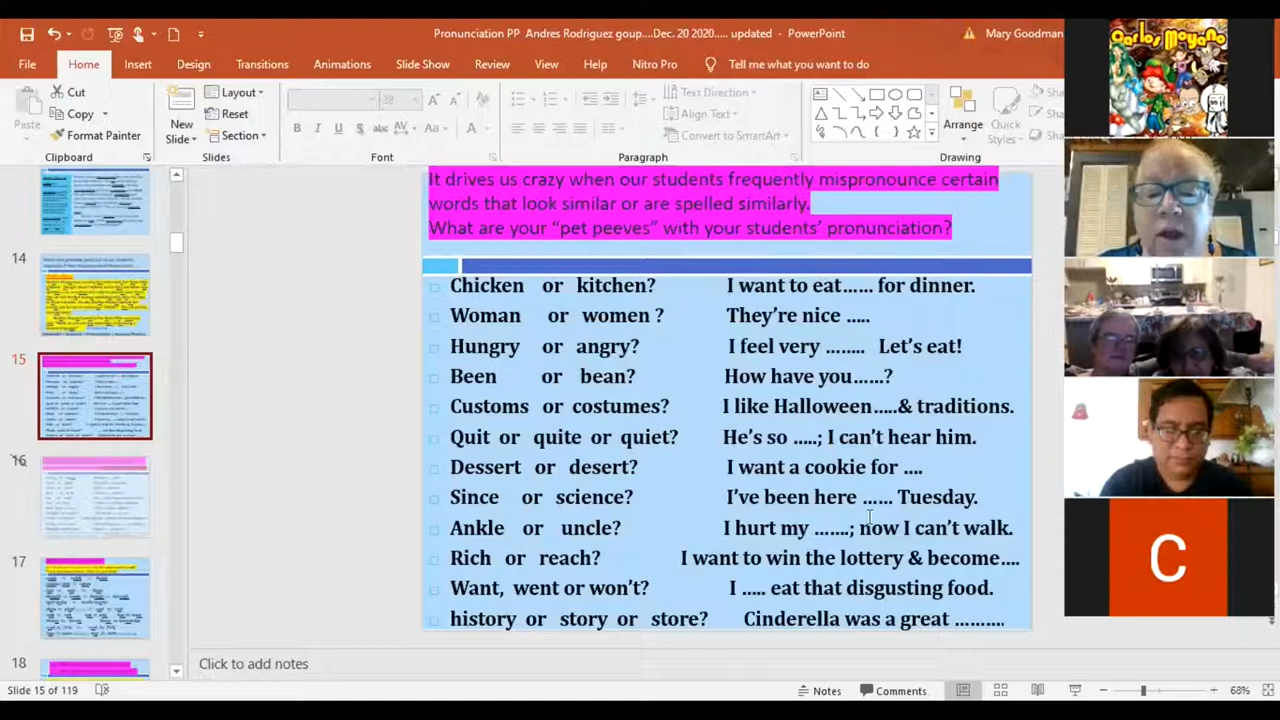 Pronunciation PP Andres Rodriguez goup....Dec. 20 2020..... updated - PowerPoint
Mary Goodman
File Home Insert Design Transitions Animations Slide Show Review View Help Nitro Pro Tell me what you want to do
Paste
Cut
Copy
Format Painter
Clipboard
New
Slide
Layout
Reset
Section
Slides
28
Font
Text Direction
Align Text
Convert to SmartArt
Paragraph
Arrange
Quick
Styles
Drawing
Carlos Moyano
14
15
16
17
18
It drives us crazy when our students frequently mispronounce certain
words that look similar or are spelled similarly.
What are your “pet peeves” with your students’ pronunciation?
Chicken or kitchen? I want to eat...... for dinner.
Woman or women ? They’re nice .....
Hungry or angry? I feel very ........ Let’s eat!
Been or bean? How have you......?
Customs or costumes? I like Halloween.....& traditions.
Quit or quite or quiet? He’s so .....; I can’t hear him.
Dessert or desert? I want a cookie for ....
Since or science? I’ve been here ...... Tuesday.
Ankle or uncle? I hurt my .......; now I can’t walk.
Rich or reach? I want to win the lottery & become....
Want, went or won’t? I ..... eat that disgusting food.
history or story or store? Cinderella was a great ..........
C
Click to add notes
Slide 15 of 119
Notes
Comments
68%